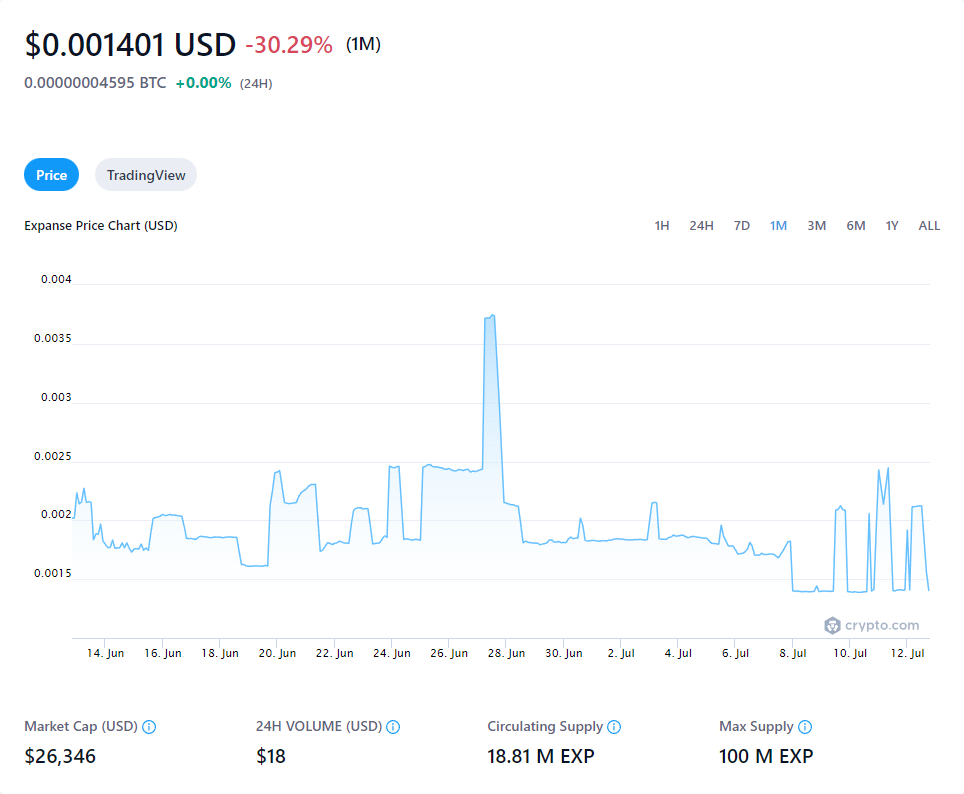 $0.001401 USD -30.29% (1M)
0.00000004595 BTC +0.00% (24H)
Price TradingView
Expanse Price Chart (USD) 1H 24H 7D 1M 3M 6M 1Y ALL
0.004
0.0035
0.003
0.0025
0.002
0.0015
crypto.com
14. Jun 16. Jun 18. Jun 20. Jun 22. Jun 24. Jun 26. Jun 28. Jun 30. Jun 2. Jul 4. Jul 6. Jul 8. Jul 10. Jul 12. Jul
Market Cap (USD) 24H VOLUME (USD) Circulating Supply Max Supply
$26,346 $18 18.81 M EXP 100 M EXP